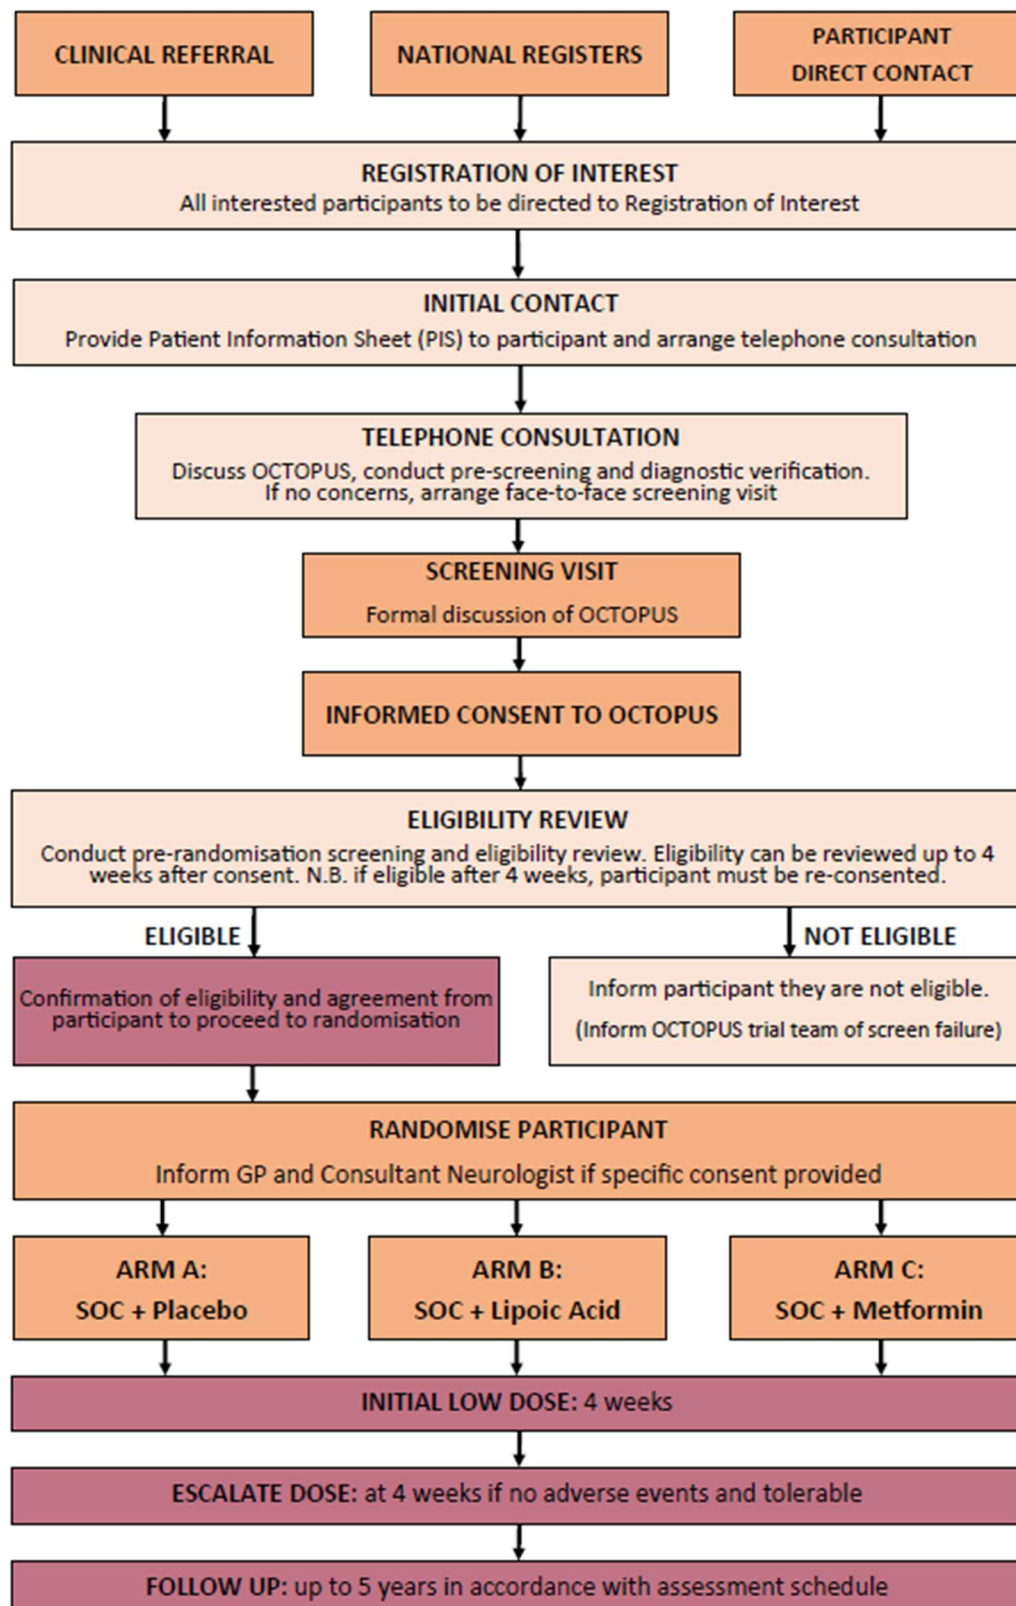 CLINICAL REFERRAL
NATIONAL REGISTERS
PARTICIPANT
DIRECT CONTACT
REGISTRATION OF INTEREST
All interested participants to be directed to Registration of Interest
INITIAL CONTACT
Provide Patient Information Sheet (PIS) to participant and arrange telephone consultation
TELEPHONE CONSULTATION
Discuss OCTOPUS, conduct pre-screening and diagnostic verification.
If no concerns, arrange face-to-face screening visit
SCREENING VISIT
Formal discussion of OCTOPUS
INFORMED CONSENT TO OCTOPUS
ELIGIBILITY REVIEW
Conduct pre-randomisation screening and eligibility review. Eligibility can be reviewed up to 4
weeks after consent. N.B. if eligible after 4 weeks, participant must be re-consented.
ELIGIBLE
NOT ELIGIBLE
Confirmation of eligibility and agreement from
participant to proceed to randomisation
Inform participant they are not eligible.
(Inform OCTOPUS trial team of screen failure)
RANDOMISE PARTICIPANT
Inform GP and Consultant Neurologist if specific consent provided
ARM A:
SOC + Placebo
ARM B:
SOC + Lipoic Acid
ARM C:
SOC + Metformin
INITIAL LOW DOSE: 4 weeks
ESCALATE DOSE: at 4 weeks if no adverse events and tolerable
FOLLOW UP: up to 5 years in accordance with assessment schedule